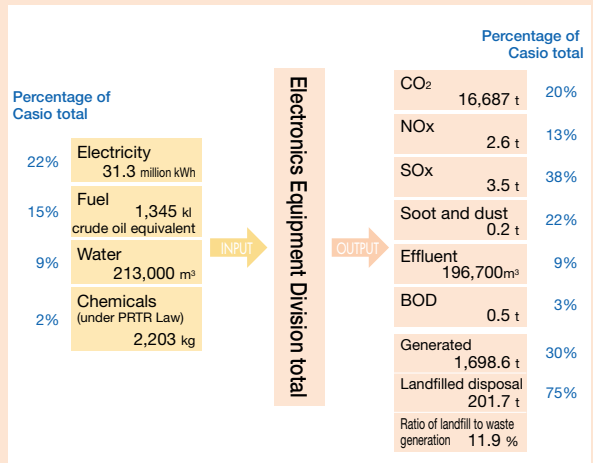 Percentage of
Casio total
22%
Electricity
31.3 million kWh
15%
Fuel
1,345 kl
crude oil equivalent
9%
Water
213,000 m³
2%
Chemicals
(under PRTR Law)
2,203 kg
INPUT
Electronics Equipment Division total
OUTPUT
Percentage of
Casio total
CO2
16,687 t
20%
NOx
2.6 t
13%
SOx
3.5 t
38%
Soot and dust
0.2 t
22%
Effluent
196,700m³
9%
BOD
0.5 t
3%
Generated
1,698.6 t
30%
Landfilled disposal
201.7 t
75%
Ratio of landfill to waste
generation 11.9 %